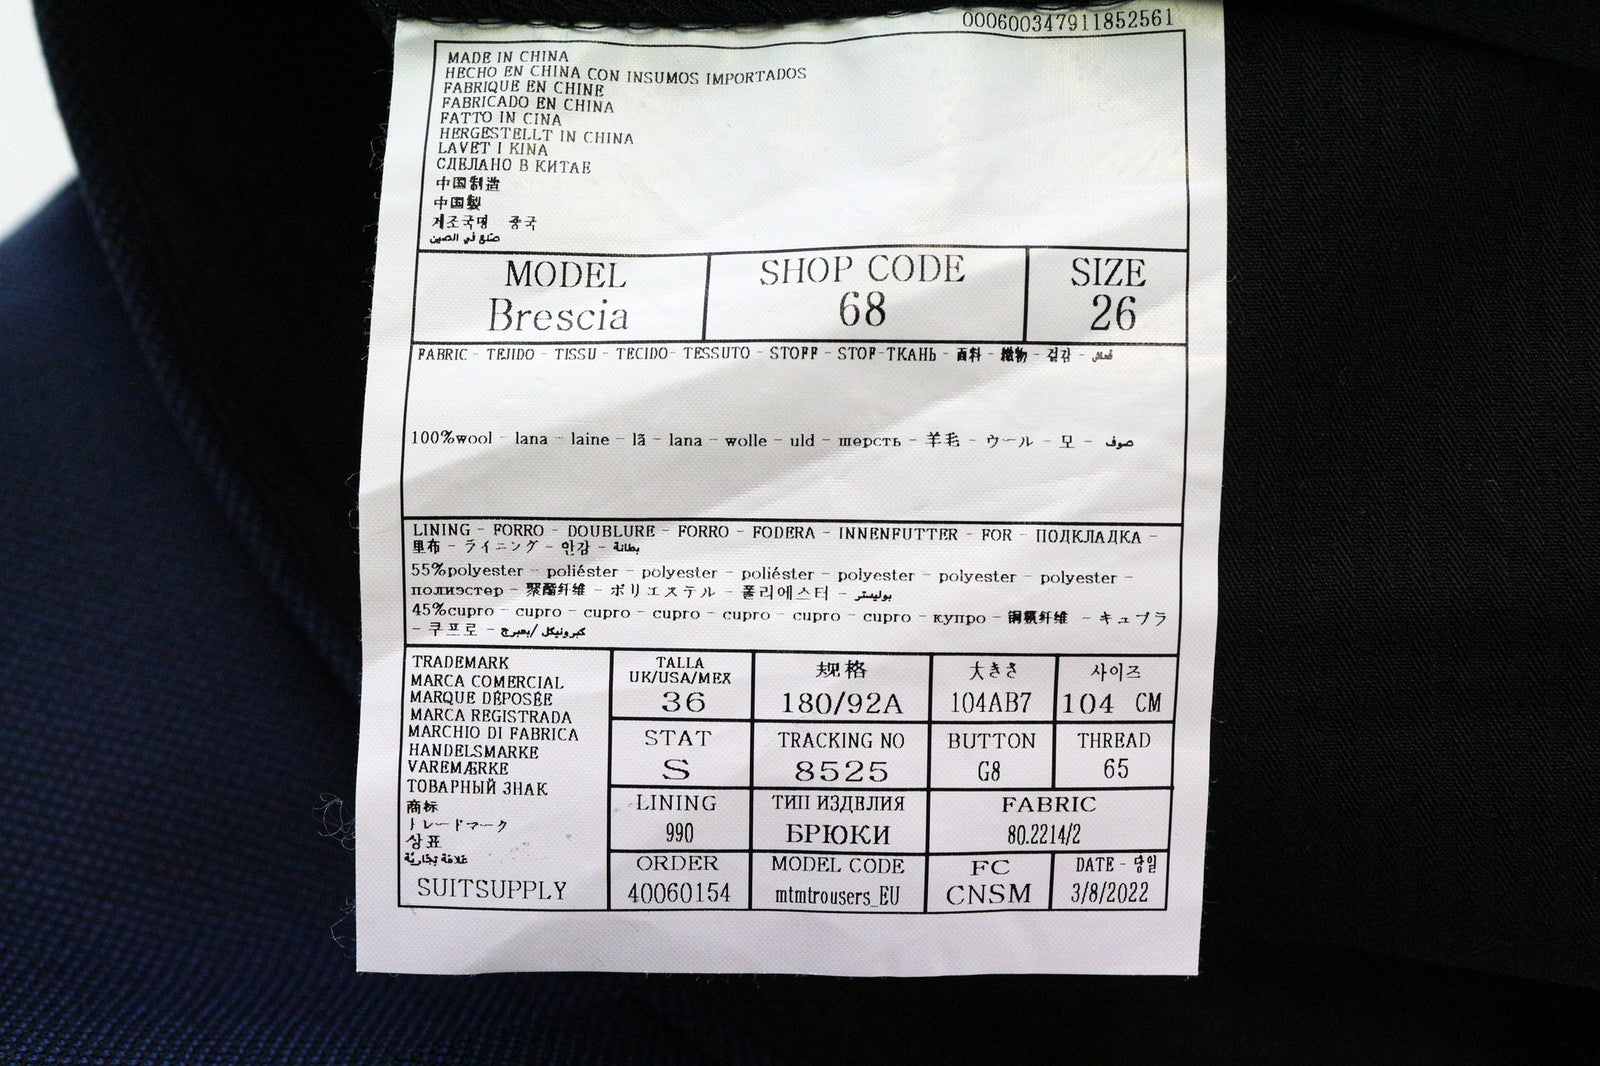 000600347911852561
MADE IN CHINA
HECHO EN CHINA CON INSUMOS IMPORTADOS
FABRIQUE EN CHINE
FABRICADO EN CHINA
FATTO IN CINA
HERGESTELLT IN CHINA
LAVET I KINA
СДЕЛАНО В КИТАЕ
中国制造
中国製
제조국명 중국
صنع في الصين
MODEL
Brescia
SHOP CODE
68
SIZE
26
FABRIC - TEJIDO - TISSU - TECIDO- TESSUTO - STOFF - STOF-ТКАНЬ - 面料 - 織物 - 겉감 - قماش
100%wool - lana - laine - lã - lana - wolle - uld - шерсть - 羊毛 - ウール - 모 - صوف
LINING - FORRO - DOUBLURE - FORRO - FODERA - INNENFUTTER - FOR - ПОДКЛАДКА -
里布 - ライニング - 안감 - بطانة
55%polyester - poliéster - polyester - poliéster - polyester - polyester - polyester -
полиэстер - 聚酯纤维 - ポリエステル - 폴리에스터 - بوليستر
45%cupro - cupro - cupro - cupro - cupro - cupro - cupro - купро - 铜氨纤维 - キュプラ
- 쿠프로 -
TRADEMARK
MARCA COMERCIAL
MARQUE DÉPOSÉE
MARCA REGISTRADA
MARCHIO DI FABRICA
HANDELSMARKE
VAREMÆRKE
ТОВАРНЫЙ ЗНАК
商标
トレードマーク
상표
علامة تجارية
SUITSUPPLY
TALLA
UK/USA/MEX
36
规格
180/92A
大きさ
104AB7
사이즈
104 CM
STAT
S
TRACKING NO
8525
BUTTON
G8
THREAD
65
LINING
990
ТИП ИЗДЕЛИЯ
БРЮКИ
FABRIC
80.2214/2
ORDER
40060154
MODEL CODE
mtmtrousers_EU
FC
CNSM
DATE -
3/8/2022